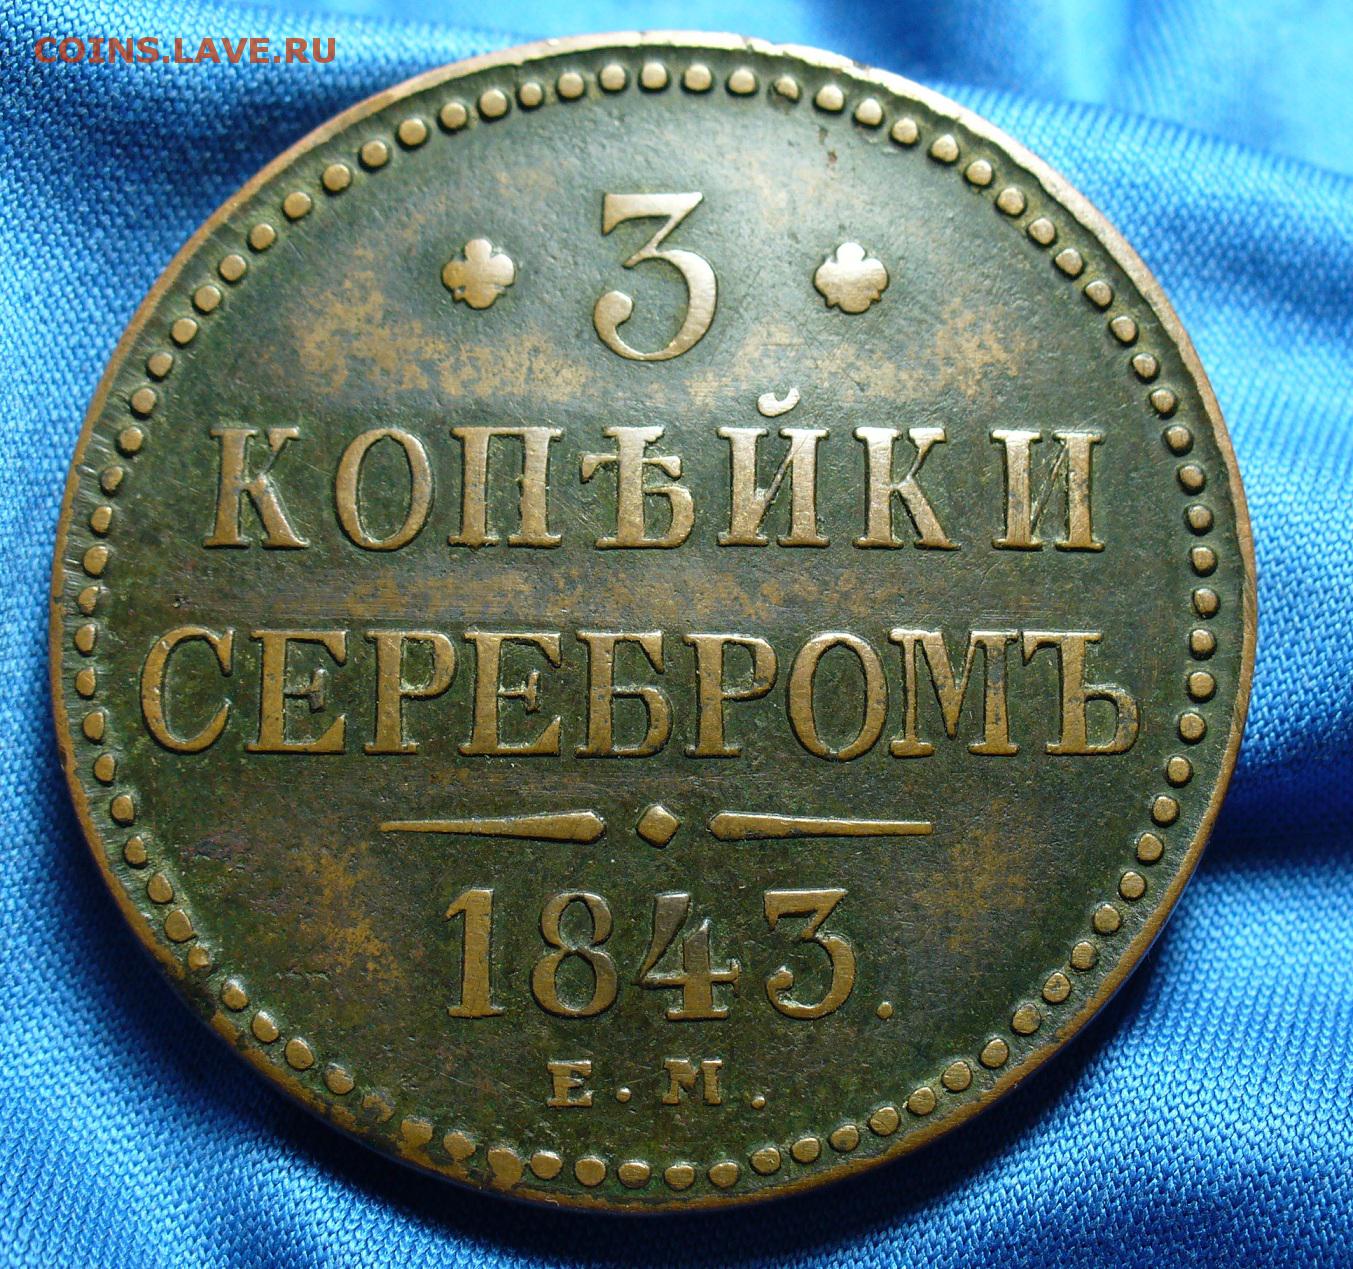 COINS.LAVE.RU
3
КОПѢЙКИ
СЕРЕБРОМЪ
1843.
Е.М.